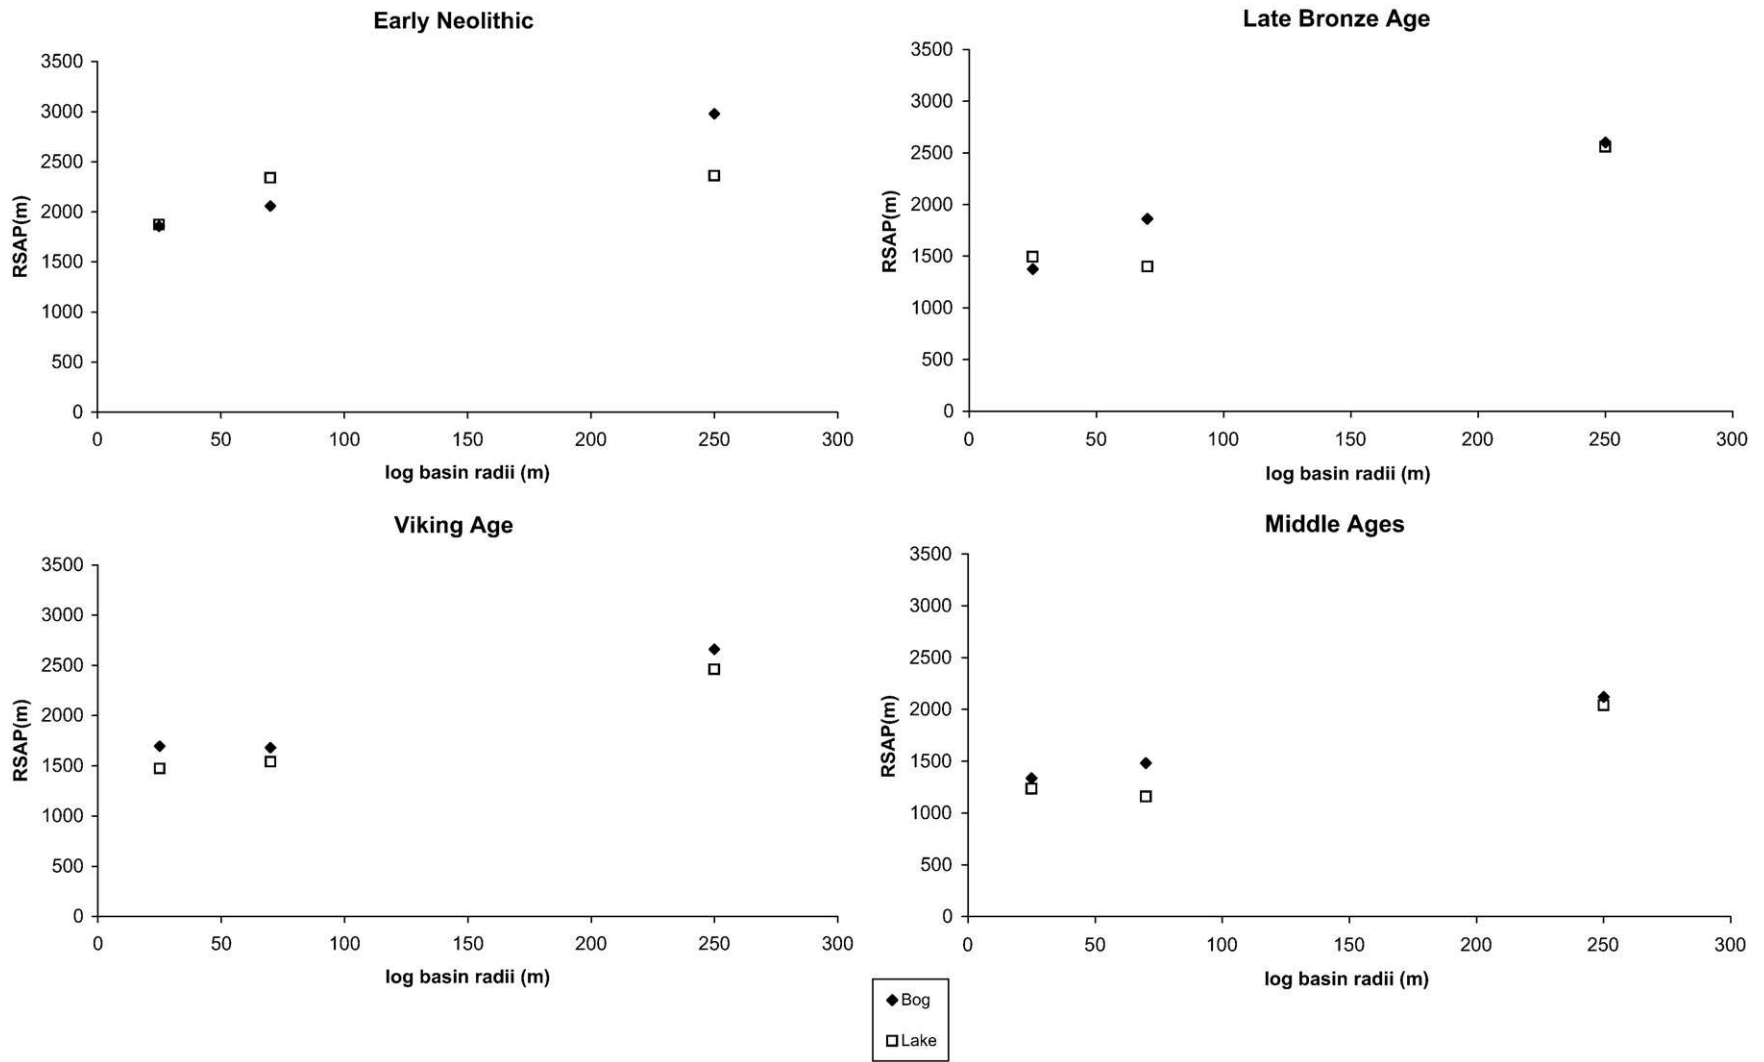 Early Neolithic
3500
3000
2500
2000
1500
1000
500
0
RSAP(m)
0 50 100 150 200 250 300
log basin radii (m)
Late Bronze Age
3500
3000
2500
2000
1500
1000
500
0
RSAP(m)
0 50 100 150 200 250 300
log basin radii (m)
Viking Age
3500
3000
2500
2000
1500
1000
500
0
RSAP(m)
0 50 100 150 200 250 300
log basin radii (m)
Middle Ages
3500
3000
2500
2000
1500
1000
500
0
RSAP(m)
0 50 100 150 200 250 300
log basin radii (m)
Bog
Lake